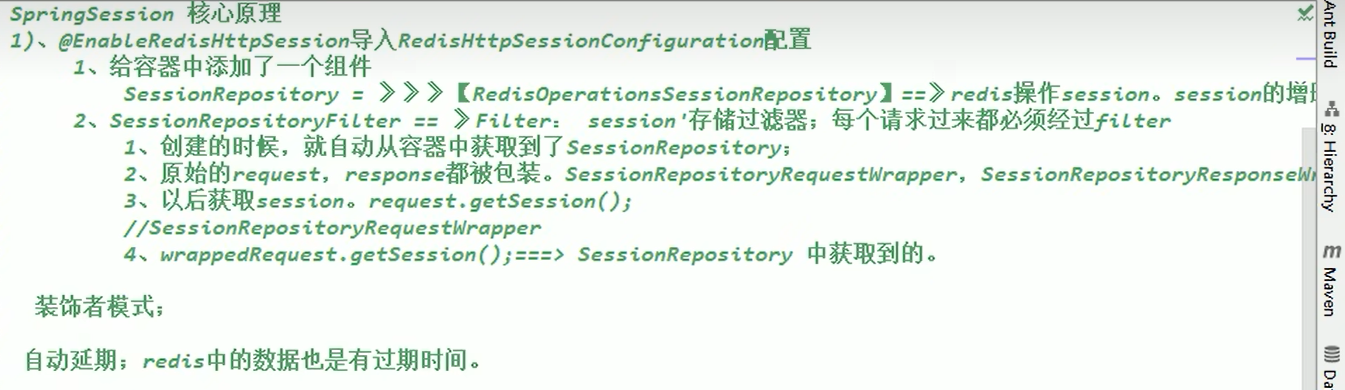 SpringSession 核心原理
1)、@EnableRedisHttpSession导入RedisHttpSessionConfiguration配置
1、给容器中添加了一个组件
SessionRepository = 》》》【RedisOperationsSessionRepository】==》redis操作session。session的增
2、SessionRepositoryFilter == 》Filter： session'存储过滤器；每个请求过来都必须经过filter
1、创建的时候，就自动从容器中获取到了SessionRepository；
2、原始的request，response都被包装。SessionRepositoryRequestWrapper，SessionRepositoryResponseWr
3、以后获取session。request.getSession();
//SessionRepositoryRequestWrapper
4、wrappedRequest.getSession();===> SessionRepository 中获取到的。
装饰者模式；
自动延期；redis中的数据也是有过期时间。
Ant Build
8: Hierarchy
m Maven